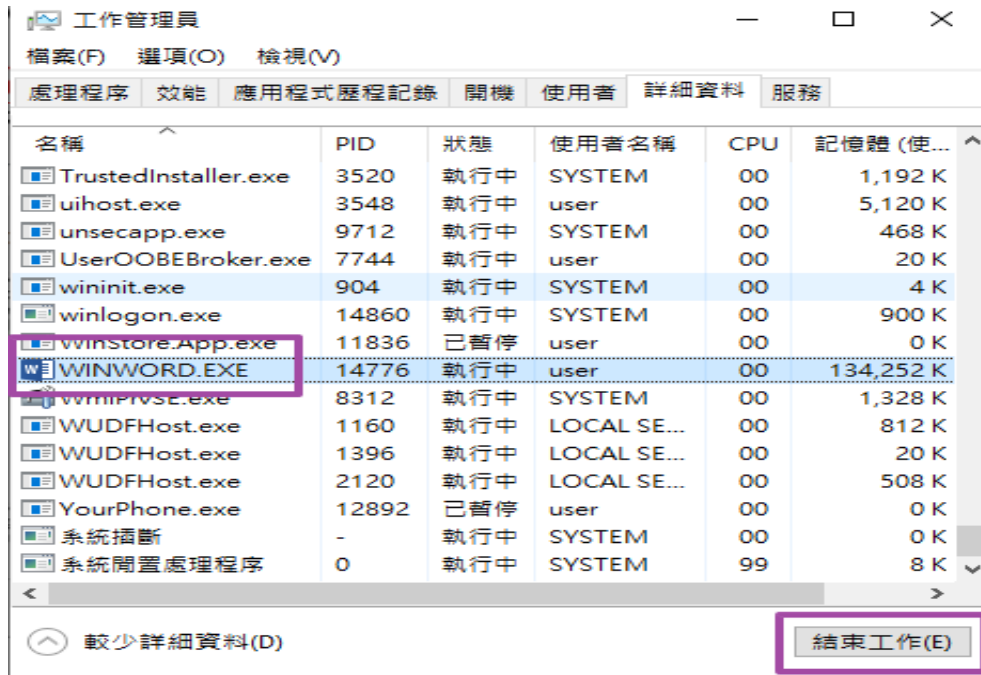 工作管理員
檔案(F) 選項(O) 檢視(V)
處理程序 效能 應用程式歷程記錄 開機 使用者 詳細資料 服務
名稱 PID 狀態 使用者名稱 CPU 記憶體 (使...
TrustedInstaller.exe 3520 執行中 SYSTEM 00 1,192 K
uihost.exe 3548 執行中 user 00 5,120 K
unsecapp.exe 9712 執行中 SYSTEM 00 468 K
UserOOBEBroker.exe 7744 執行中 user 00 20 K
wininit.exe 904 執行中 SYSTEM 00 4 K
winlogon.exe 14860 執行中 SYSTEM 00 900 K
WinStore.App.exe 11836 已暫停 user 00 0 K
WINWORD.EXE 14776 執行中 user 00 134,252 K
WmiPrvSE.exe 8312 執行中 SYSTEM 00 1,328 K
WUDFHost.exe 1160 執行中 LOCAL SE... 00 812 K
WUDFHost.exe 1396 執行中 LOCAL SE... 00 20 K
WUDFHost.exe 2120 執行中 LOCAL SE... 00 508 K
YourPhone.exe 12892 已暫停 user 00 0 K
系統插斷 - 執行中 SYSTEM 00 0 K
系統閒置處理程序 0 執行中 SYSTEM 99 8 K
較少詳細資料(D) 結束工作(E)